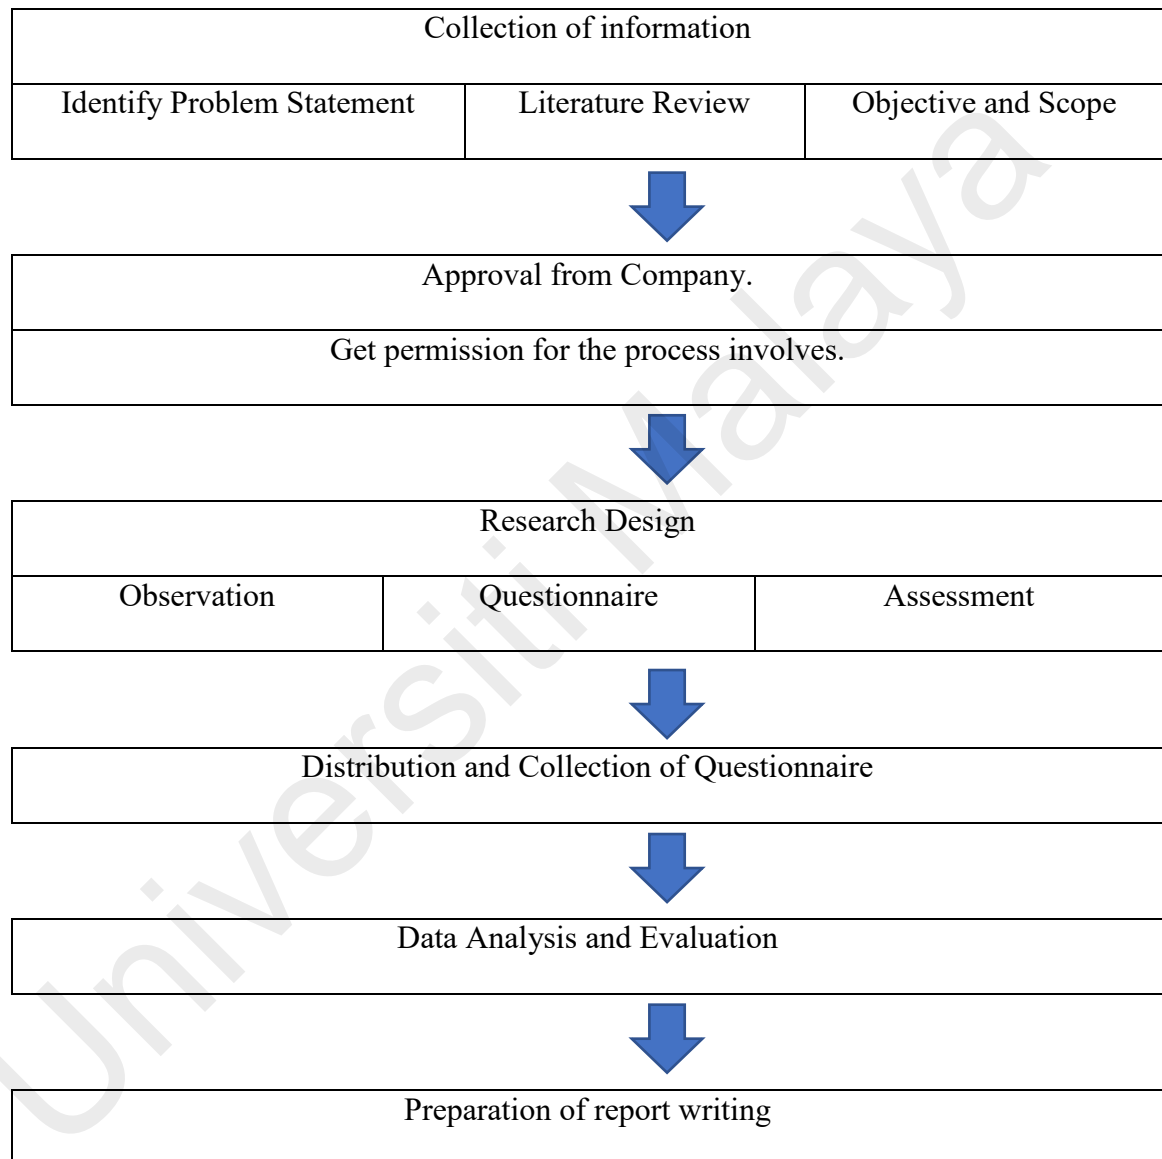 Collection of information
Identify Problem Statement
Literature Review
Objective and Scope
Approval from Company.
Get permission for the process involves.
Research Design
Observation
Questionnaire
Assessment
Distribution and Collection of Questionnaire
Data Analysis and Evaluation
Preparation of report writing
Universiti Malaya